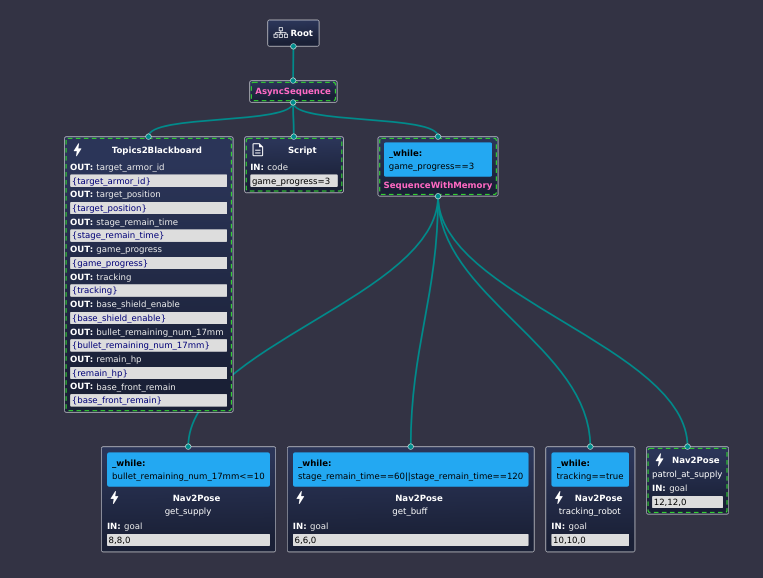 Root
AsyncSequence
Topics2Blackboard
OUT: target_armor_id
{target_armor_id}
OUT: target_position
{target_position}
OUT: stage_remain_time
{stage_remain_time}
OUT: game_progress
{game_progress}
OUT: tracking
{tracking}
OUT: base_shield_enable
{base_shield_enable}
OUT: bullet_remaining_num_17mm
{bullet_remaining_num_17mm}
OUT: remain_hp
{remain_hp}
OUT: base_front_remain
{base_front_remain}
Script
IN: code
game_progress=3
_while:
game_progress==3
SequenceWithMemory
_while:
bullet_remaining_num_17mm<=10
Nav2Pose
get_supply
IN: goal
8,8,0
_while:
stage_remain_time==60||stage_remain_time==120
Nav2Pose
get_buff
IN: goal
6,6,0
_while:
tracking==true
Nav2Pose
tracking_robot
IN: goal
10,10,0
Nav2Pose
patrol_at_supply
IN: goal
12,12,0